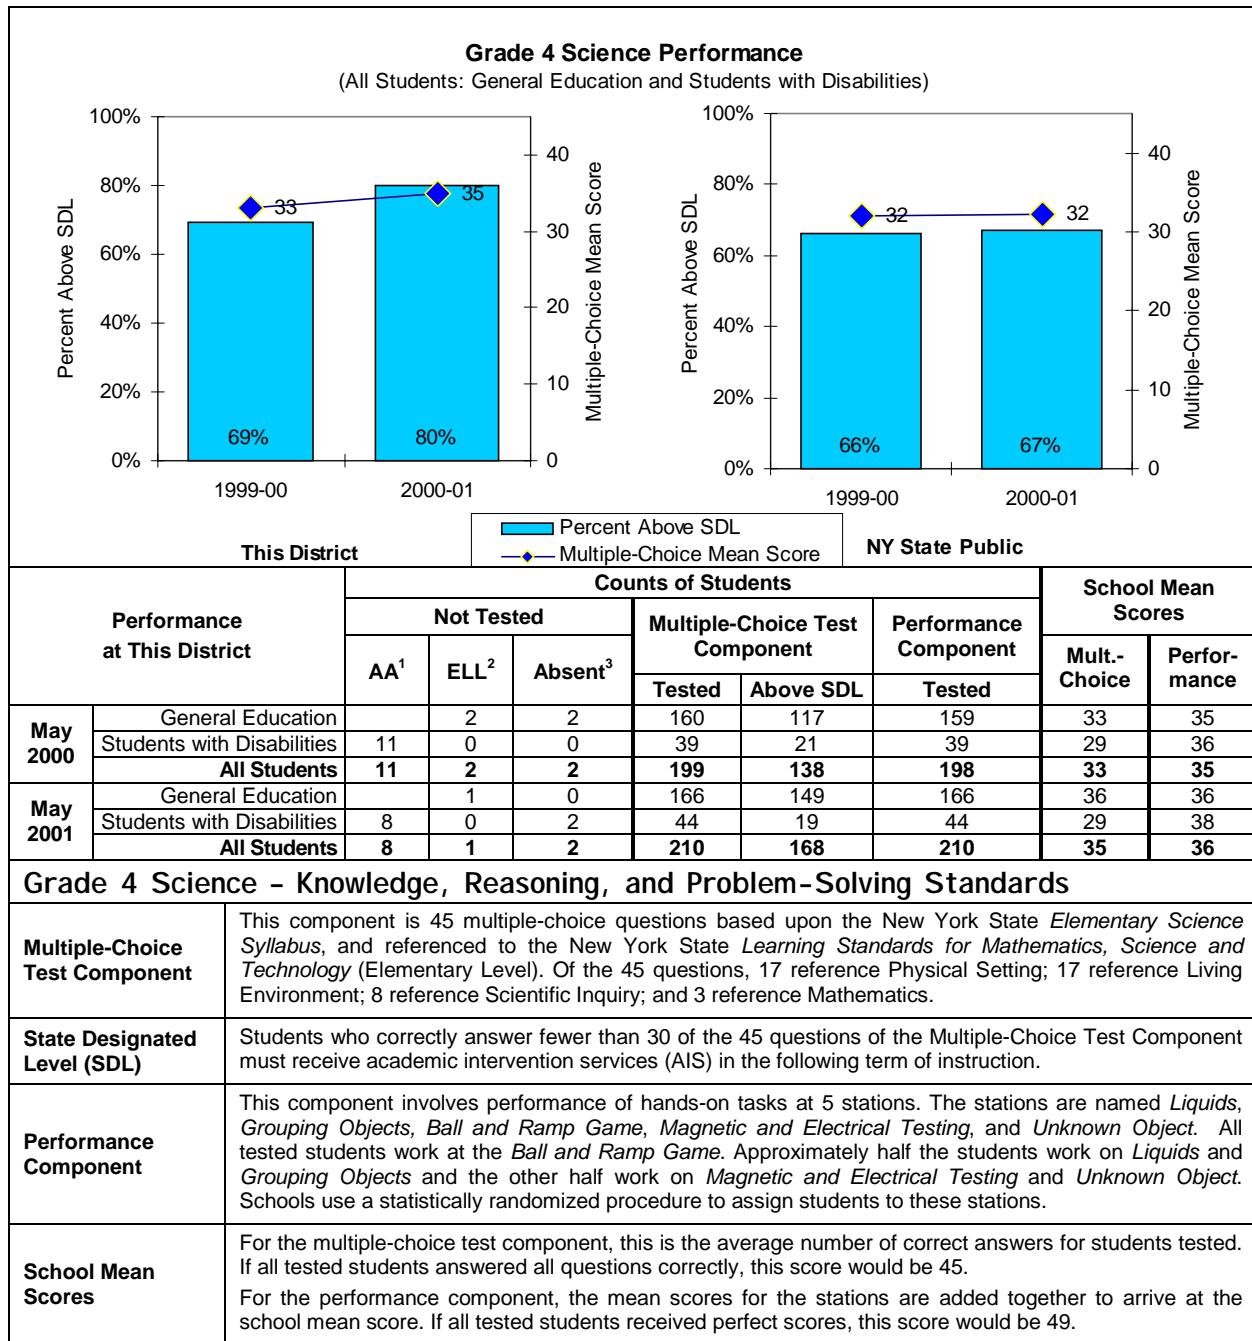 Grade 4 Science Performance
(All Students: General Education and Students with Disabilities)
100%
80%
60%
40%
20%
0%
Percent Above SDL
33
35
69%
80%
1999-00
2000-01
40
30
20
10
0
Multiple-Choice Mean Score
This District
100%
80%
60%
40%
20%
0%
Percent Above SDL
32
32
66%
67%
1999-00
2000-01
40
30
20
10
0
Multiple-Choice Mean Score
NY State Public
Percent Above SDL
Multiple-Choice Mean Score
Performance
at This District
Counts of Students
School Mean
Scores
Not Tested
Multiple-Choice Test
Component
Performance
Component
AA1 ELL2 Absent3
Tested Above SDL Tested
Mult.-
Choice
Perfor-
mance
May
2000
General Education 2 2 160 117 159 33 35
Students with Disabilities 11 0 0 39 21 39 29 36
All Students 11 2 2 199 138 198 33 35
May
2001
General Education 1 0 166 149 166 36 36
Students with Disabilities 8 0 2 44 19 44 29 38
All Students 8 1 2 210 168 210 35 36
Grade 4 Science – Knowledge, Reasoning, and Problem-Solving Standards
Multiple-Choice
Test Component
This component is 45 multiple-choice questions based upon the New York State Elementary Science
Syllabus, and referenced to the New York State Learning Standards for Mathematics, Science and
Technology (Elementary Level). Of the 45 questions, 17 reference Physical Setting; 17 reference Living
Environment; 8 reference Scientific Inquiry; and 3 reference Mathematics.
State Designated
Level (SDL)
Students who correctly answer fewer than 30 of the 45 questions of the Multiple-Choice Test Component
must receive academic intervention services (AIS) in the following term of instruction.
Performance
Component
This component involves performance of hands-on tasks at 5 stations. The stations are named Liquids,
Grouping Objects, Ball and Ramp Game, Magnetic and Electrical Testing, and Unknown Object. All
tested students work at the Ball and Ramp Game. Approximately half the students work on Liquids and
Grouping Objects and the other half work on Magnetic and Electrical Testing and Unknown Object.
Schools use a statistically randomized procedure to assign students to these stations.
School Mean
Scores
For the multiple-choice test component, this is the average number of correct answers for students tested.
If all tested students answered all questions correctly, this score would be 45.
For the performance component, the mean scores for the stations are added together to arrive at the
school mean score. If all tested students received perfect scores, this score would be 49.